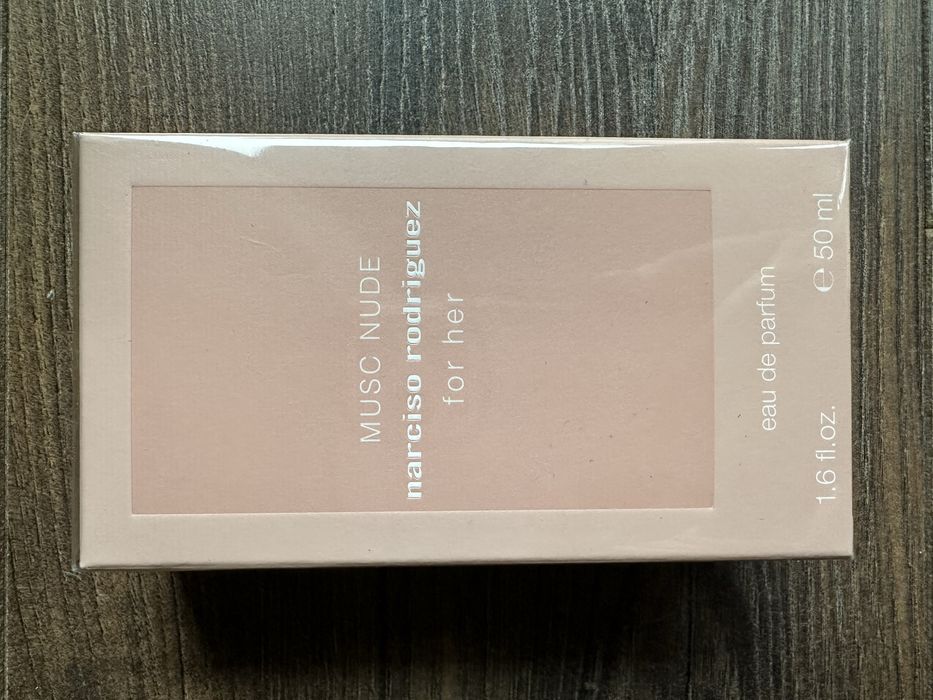 MUSC NUDE
narciso rodriguez
for her
eau de parfum
1.6 fl.oz. ℮ 50 ml